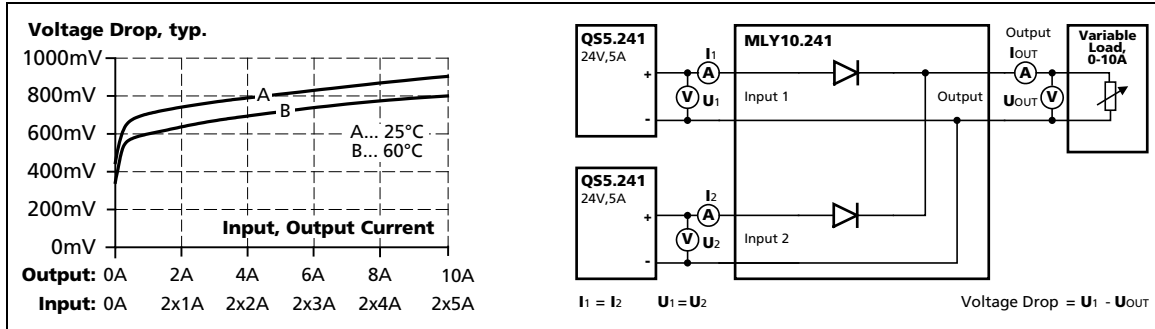 Voltage Drop, typ.
1000mV
800mV
600mV
400mV
200mV
0mV
A
B
A... 25°C
B... 60°C
Input, Output Current
Output: 0A 2A 4A 6A 8A 10A
Input: 0A 2x1A 2x2A 2x3A 2x4A 2x5A
QS5.241
24V,5A
+
-
I1
A
V U1
MLY10.241
Input 1
Output
Output
IOUT
A
UOUT V
Variable
Load,
0-10A
QS5.241
24V,5A
+
-
I2
A
V U2
Input 2
I1 = I2 U1=U2
Voltage Drop = U1 - UOUT